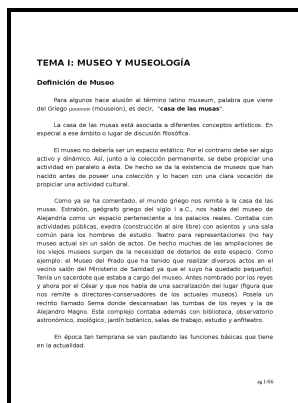 TEMA I: MUSEO Y MUSEOLOGÍA
Definición de Museo
Para algunos hace alusión al término latino museum, palabra que viene
del Griego μουσειον (mouseion), es decir, "casa de las musas".
La casa de las musas está asociada a diferentes conceptos artísticos. En
especial a ese ámbito o lugar de discusión filosófica.
El museo no debería ser un espacio estático. Por el contrario debe ser algo
activo y dinámico. Así, junto a la colección permanente, se debe propiciar una
actividad en paralelo a ésta. De hecho se da la existencia de museos que han
nacido antes de poseer una colección y lo hacen con una clara vocación de
propiciar una actividad cultural.
Como ya se ha comentado, el mundo griego nos remite a la casa de las
musas. Estrabón, geógrafo griego del siglo I a.C., nos habla del museo de
Alejandría como un espacio perteneciente a los palacios reales. Contaba con
actividades públicas, exedra (construcción al aire libre) con asientos y una sala
común para los hombres de estudio. Teatro para representaciones (no hay
museo actual sin un salón de actos. De hecho muchas de las ampliaciones de
los viejos museos surgen de la necesidad de dotarlos de este espacio. Como
ejemplo: el Museo del Prado que ha tenido que realizar diversos actos en el
vecino salón del Ministerio de Sanidad ya que el suyo ha quedado pequeño).
Tenía un sacerdote que estaba a cargo del museo. Antes nombrado por los reyes
y ahora por el César y que nos habla de una sacralización del lugar (figura que
nos remite a directores-conservadores de los actuales museos). Poseía un
recinto llamado Sema donde descansaban las tumbas de los reyes y la de
Alejandro Magno. Este complejo contaba además con biblioteca, observatorio
astronómico, zoológico, jardín botánico, salas de trabajo, estudio y anfiteatro.
En época tan temprana se van pautando las funciones básicas que tiene
en la actualidad.
ág 1/66